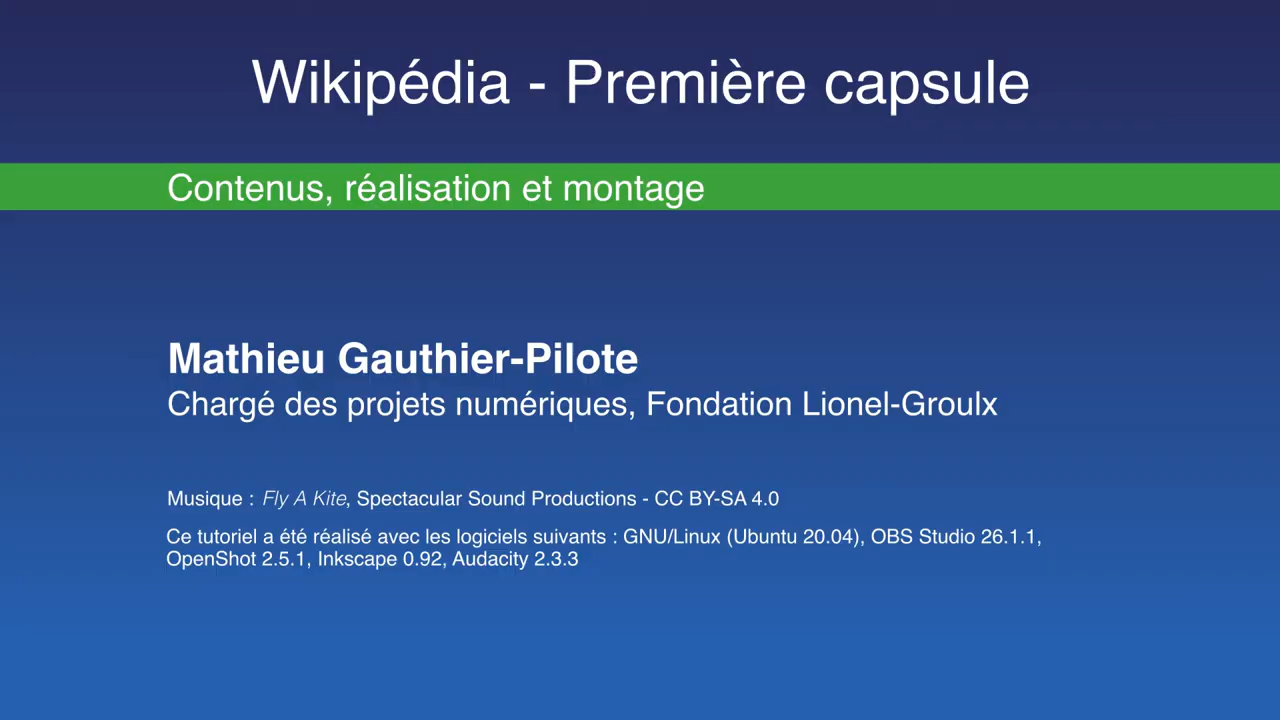 Wikipédia - Première capsule
Contenus, réalisation et montage
Mathieu Gauthier-Pilote
Chargé des projets numériques, Fondation Lionel-Groulx
Musique : Fly A Kite, Spectacular Sound Productions - CC BY-SA 4.0
Ce tutoriel a été réalisé avec les logiciels suivants : GNU/Linux (Ubuntu 20.04), OBS Studio 26.1.1,
OpenShot 2.5.1, Inkscape 0.92, Audacity 2.3.3